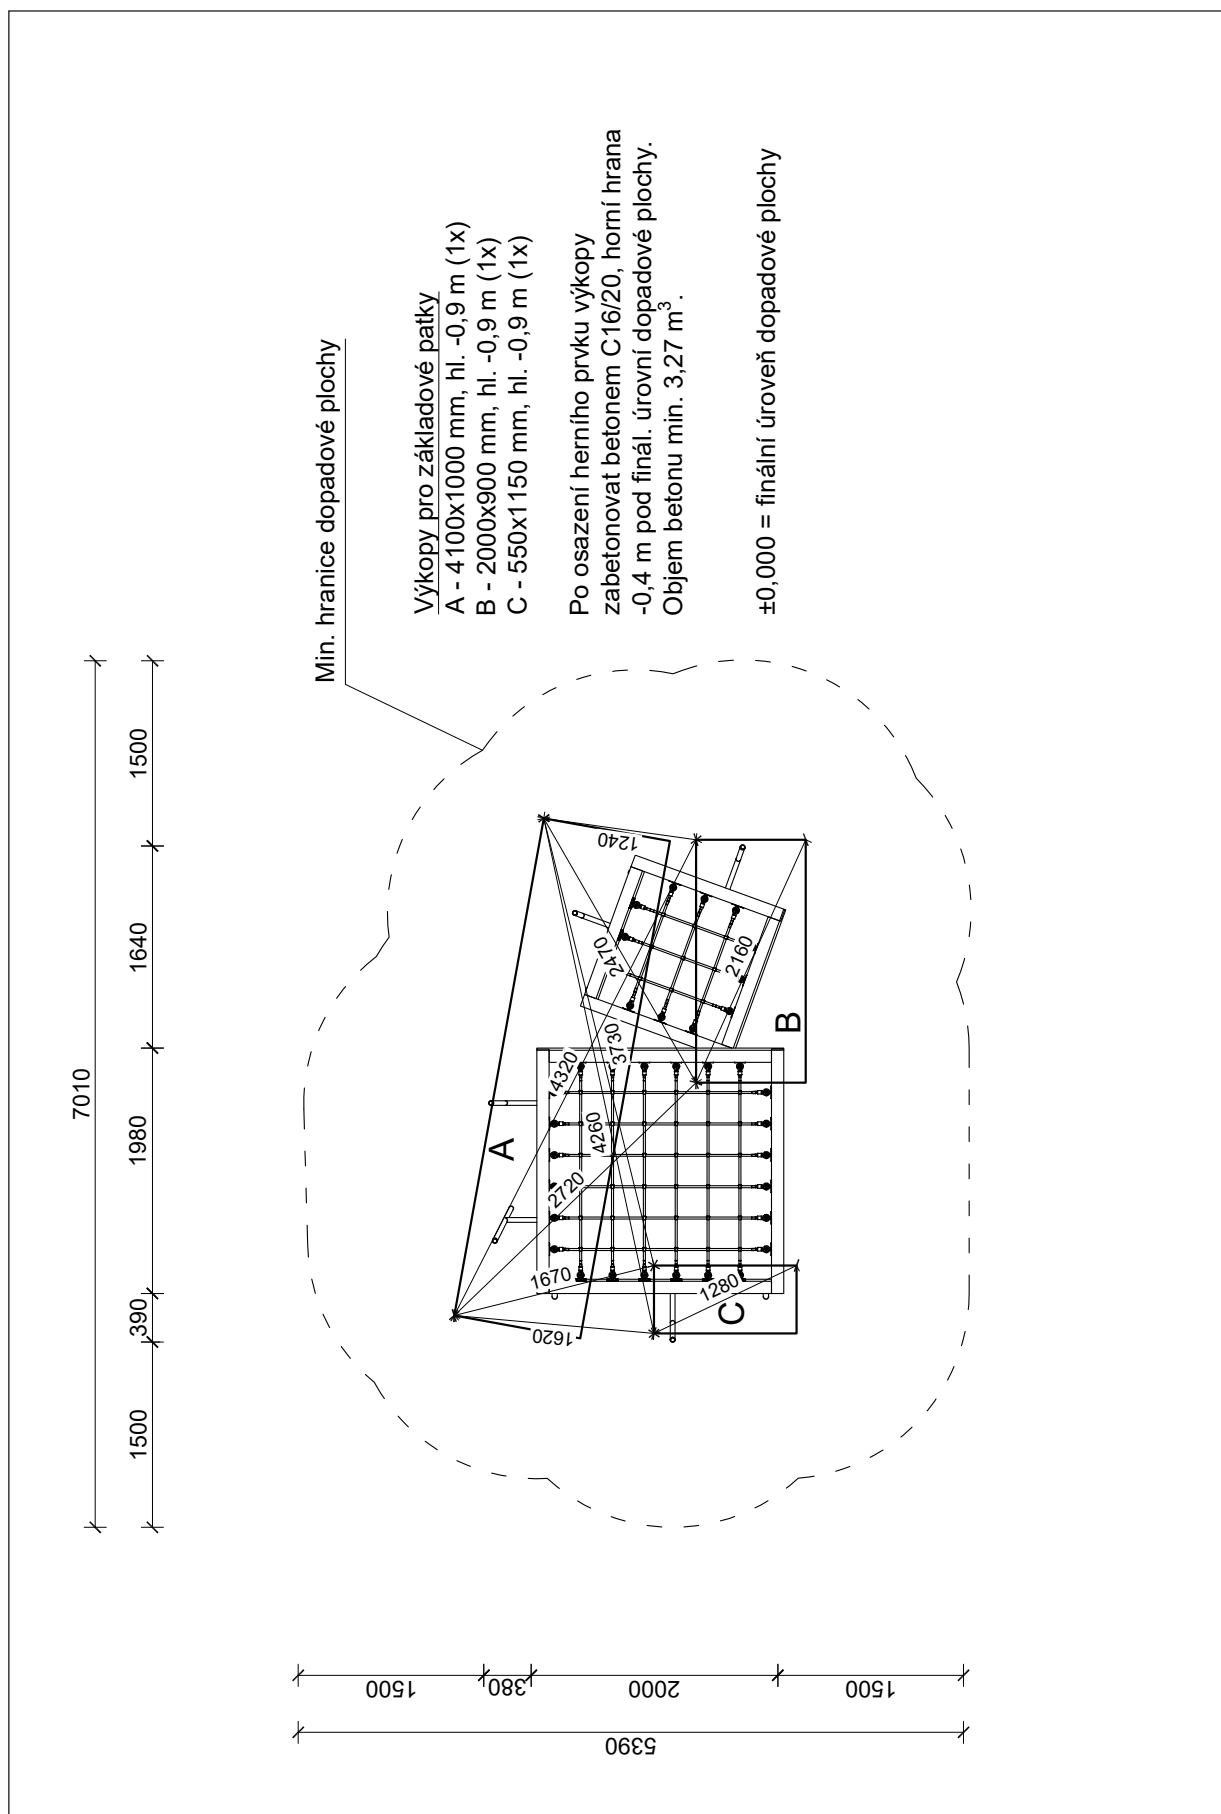 Min. hranice dopadové plochy
Výkopy pro základové patky
A - 4100x1000 mm, hl. -0,9 m (1x)
B - 2000x900 mm, hl. -0,9 m (1x)
C - 550x1150 mm, hl. -0,9 m (1x)
Po osazení herního prvku výkopy
zabetonovat betonem C16/20, horní hrana
-0,4 m pod finál. úrovní dopadové plochy.
Objem betonu min. 3,27 m³ .
±0,000 = finální úroveň dopadové plochy
7010
1500
390
1980
1640
1500
5390
1500
380
2000
1500
A
B
C
1240
2470
2160
3730
4320
4260
2720
1670
1620
1280